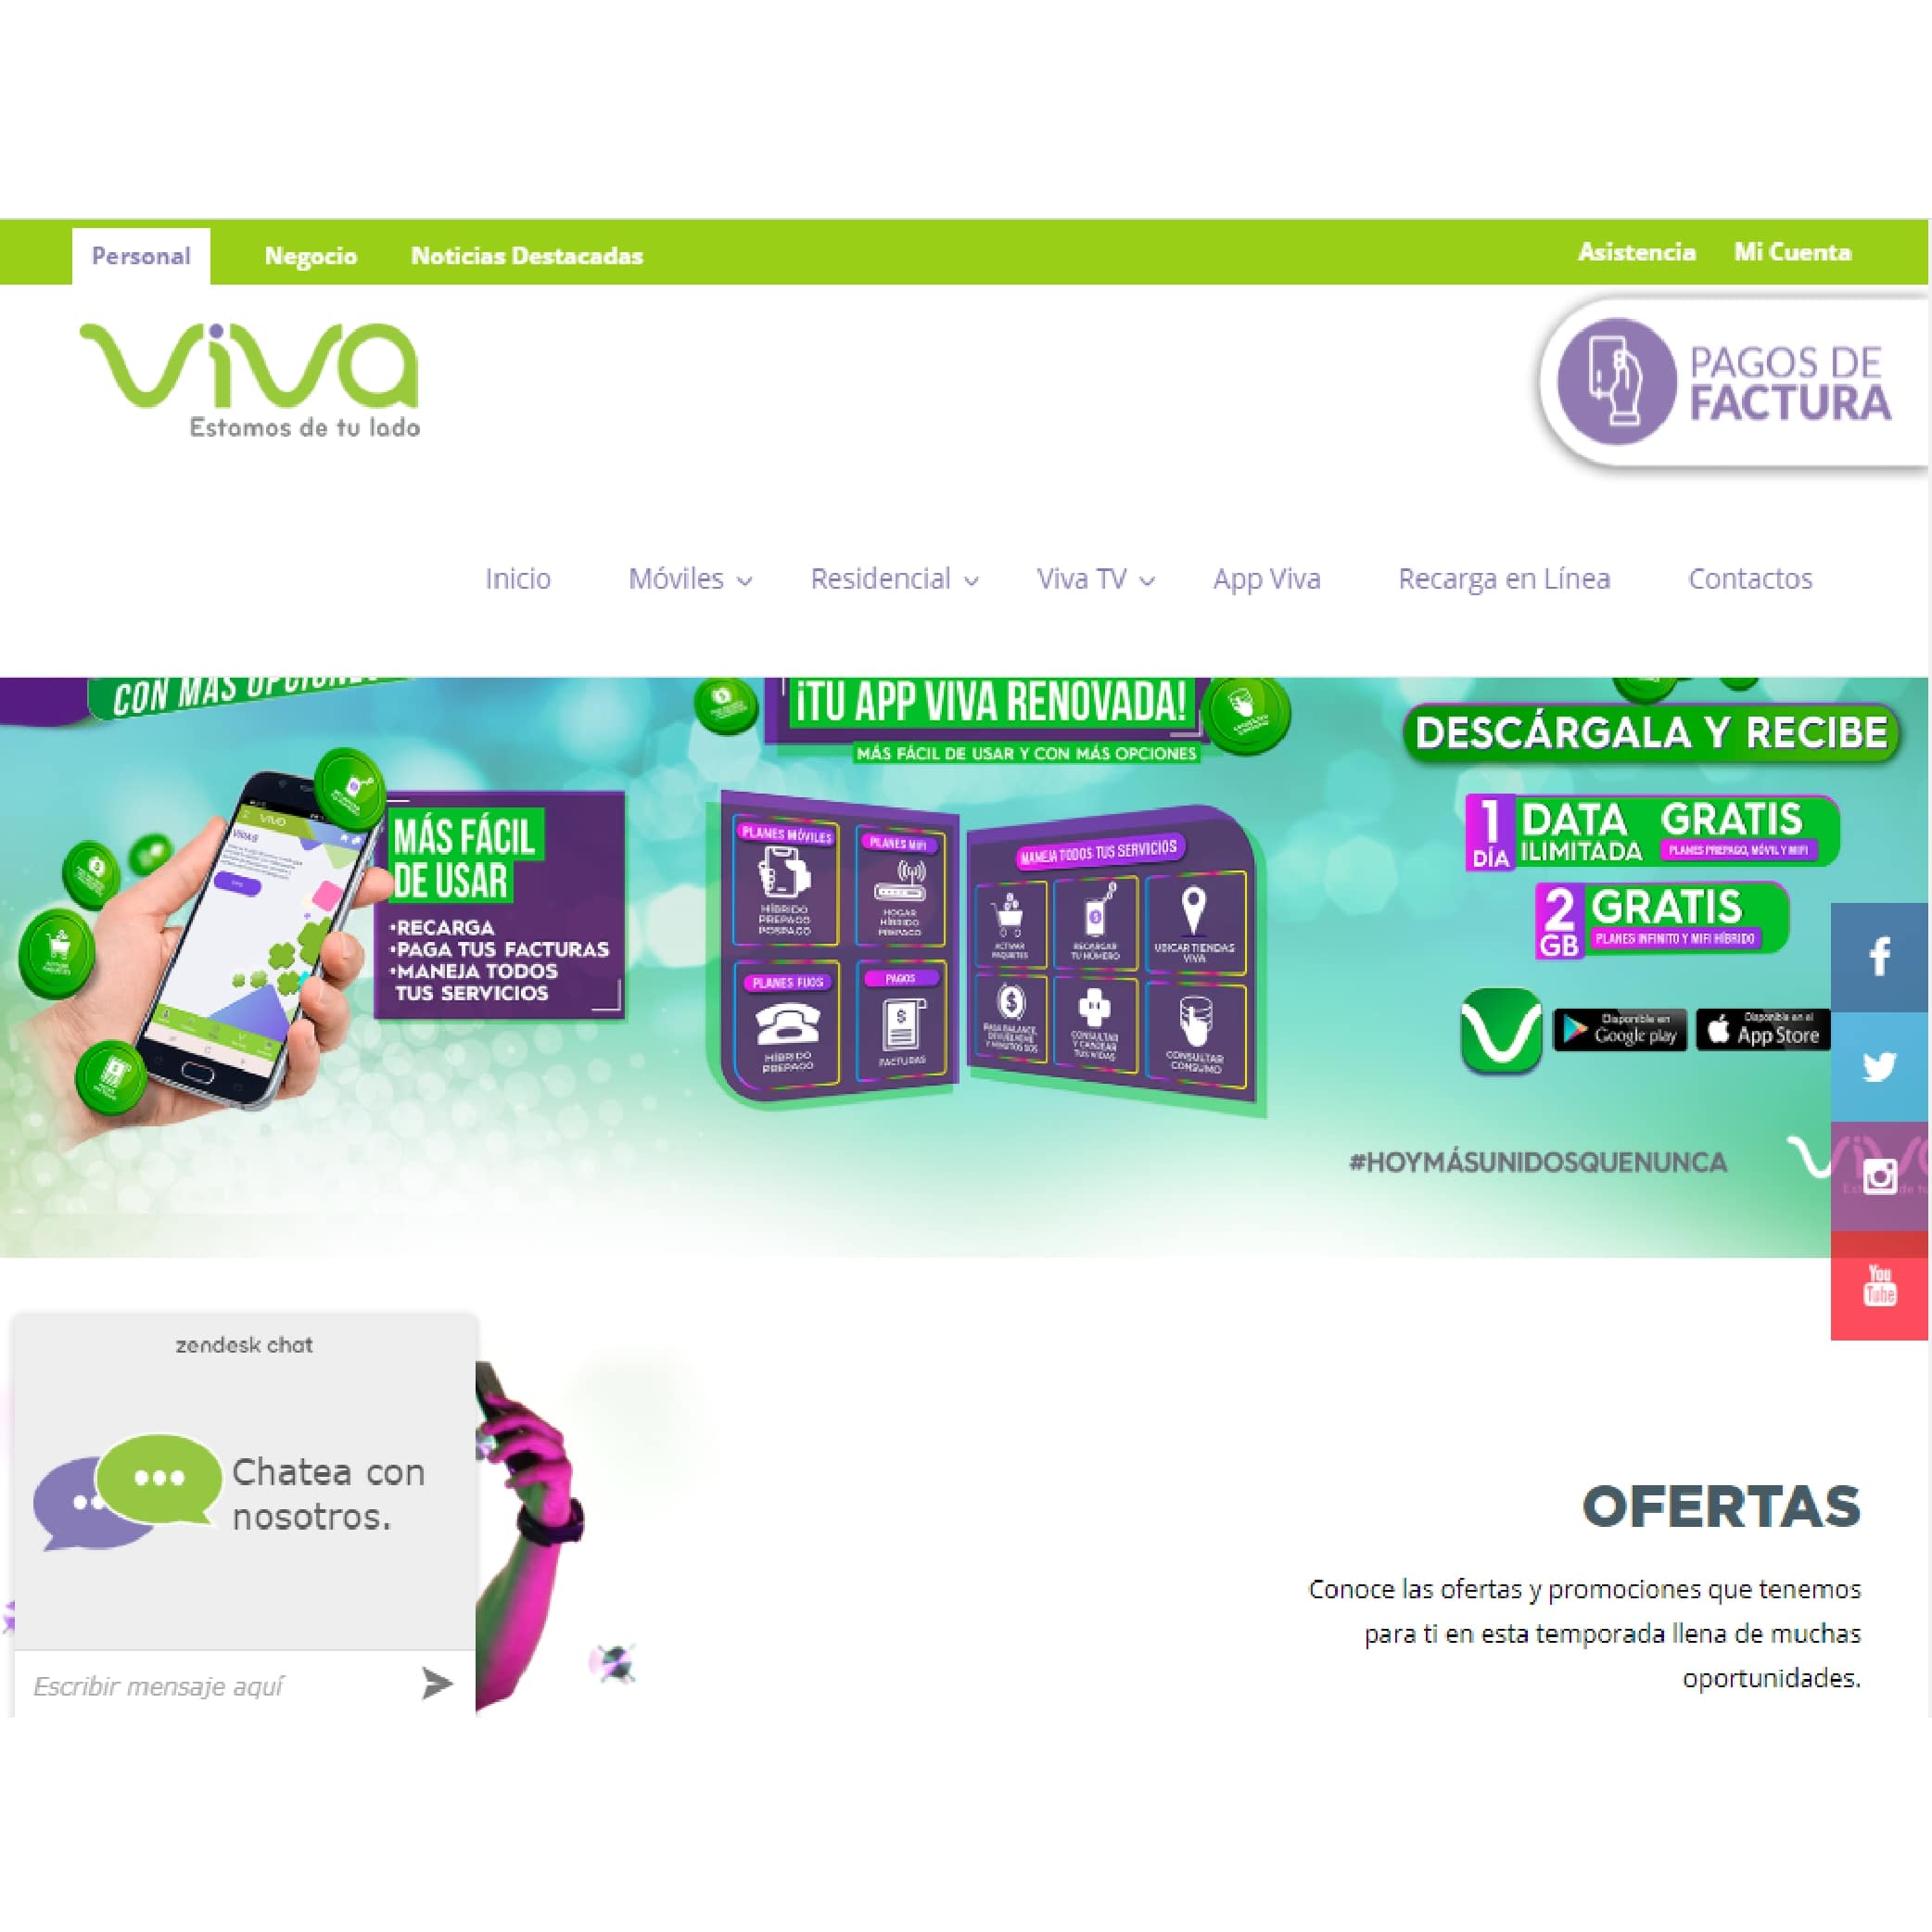 Personal
Negocio
Noticias Destacadas
Asistencia
Mi Cuenta
viva
Estamos de tu lado
PAGOS DE
FACTURA
Inicio
Móviles
Residencial
Viva TV
App Viva
Recarga en Línea
Contactos
CON MÁS
¡TU APP VIVA RENOVADA!
MÁS FÁCIL DE USAR Y CON MÁS OPCIONES
MÁS FÁCIL
DE USAR
•RECARGA
•PAGA TUS FACTURAS
•MANEJA TODOS
TUS SERVICIOS
PLANES MÓVILES
HÍBRIDO
PREPAGO
POSPAGO
PLANES MIFI
HOGAR
HÍBRIDO
PREPAGO
PLANES FIJOS
HÍBRIDO
PREPAGO
PAGOS
FACTURAS
MANEJA TODOS TUS SERVICIOS
ACTIVAR
PAQUETES
RECARGAR
TU NÚMERO
UBICAR TIENDAS
VIVA
CONSULTAR
Y CANJEAR
TUS VIDAS
CONSULTAR
CONSUMO
DESCÁRGALA Y RECIBE
1
DÍA
DATA
ILIMITADA
GRATIS
PLANES PREPAGO, MÓVIL Y MIFI
2
GB
GRATIS
PLANES INFINITO Y MIFI HÍBRIDO
Disponible en
Google play
Disponible en el
App Store
#HOYMÁSUNIDOSQUENUNCA
You
Tube
zendesk chat
Chatea con
nosotros.
Escribir mensaje aquí
OFERTAS
Conoce las ofertas y promociones que tenemos
para ti en esta temporada llena de muchas
oportunidades.